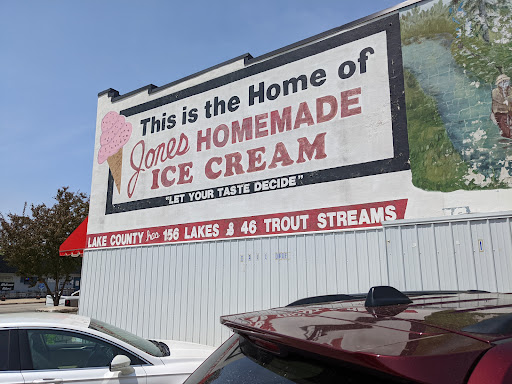 This is the Home of
Jones HOMEMADE
ICE CREAM
"LET YOUR TASTE DECIDE"
LAKE COUNTY has 156 LAKES & 46 TROUT STREAMS